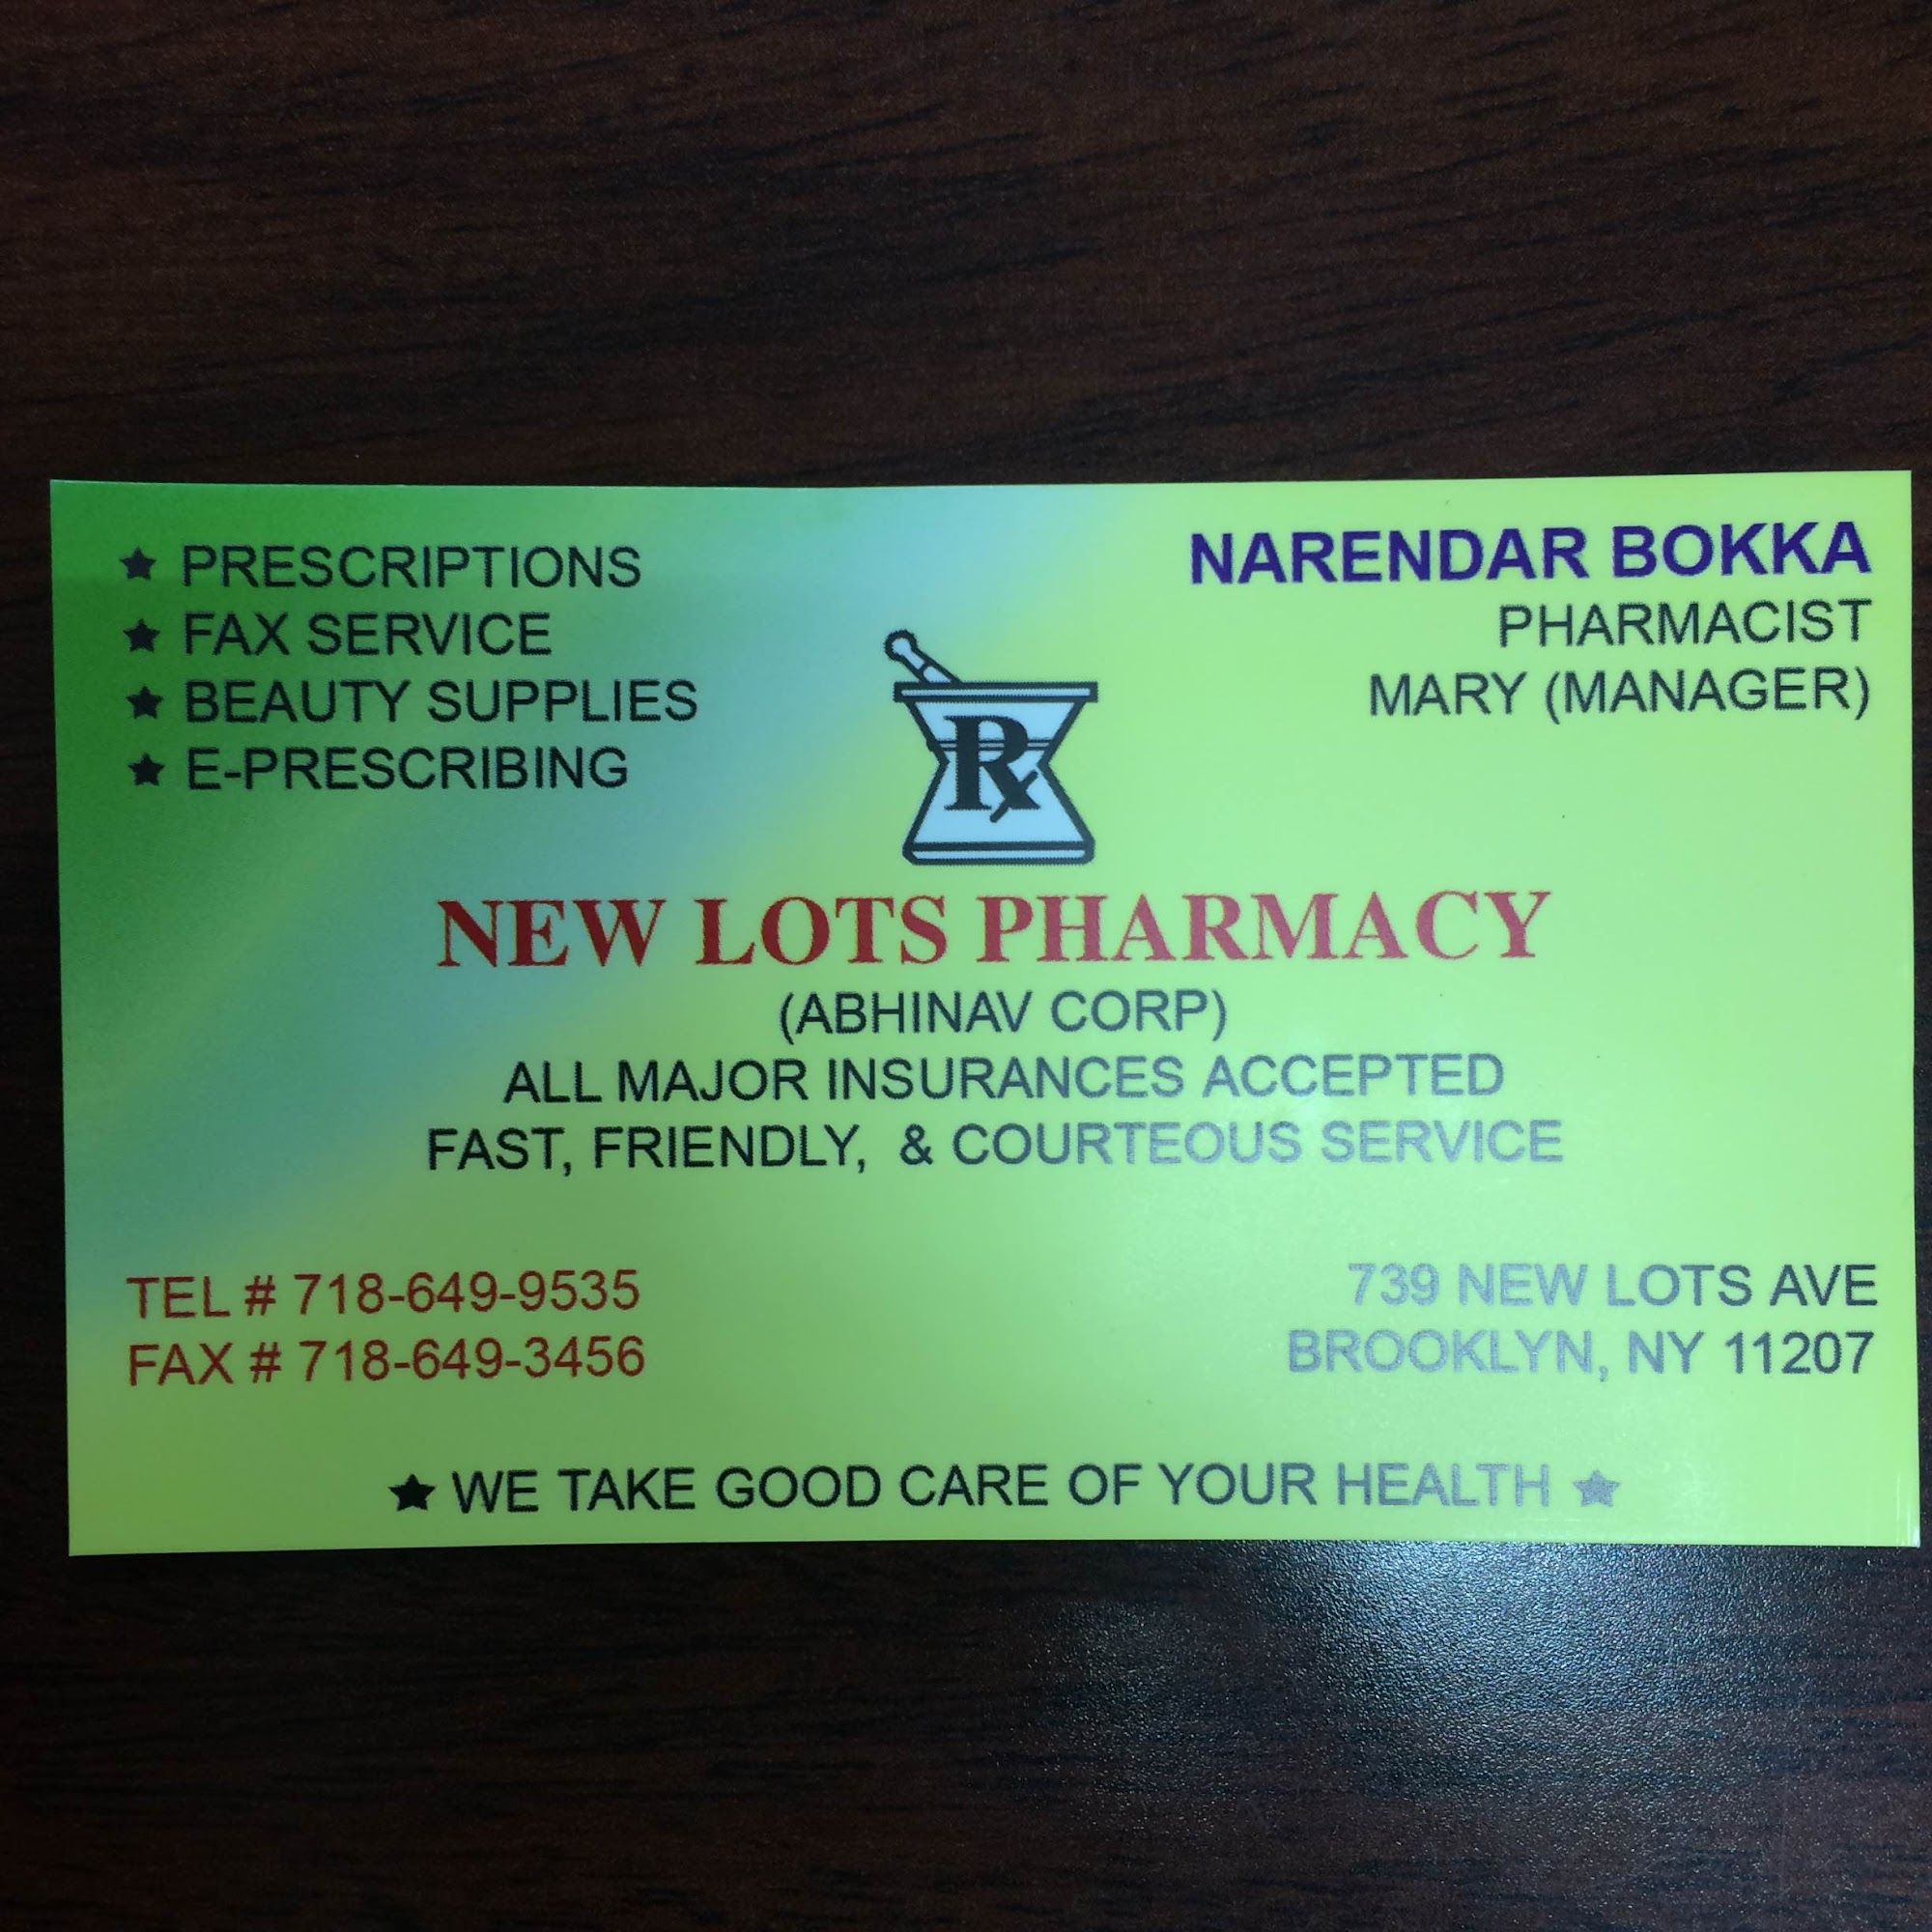 ★ PRESCRIPTIONS
★ FAX SERVICE
★ BEAUTY SUPPLIES
★ E-PRESCRIBING
NARENDAR BOKKA
PHARMACIST
MARY (MANAGER)
Rx
NEW LOTS PHARMACY
(ABHINAV CORP)
ALL MAJOR INSURANCES ACCEPTED
FAST, FRIENDLY, & COURTEOUS SERVICE
TEL # 718-649-9535
FAX # 718-649-3456
739 NEW LOTS AVE
BROOKLYN, NY 11207
★ WE TAKE GOOD CARE OF YOUR HEALTH ★